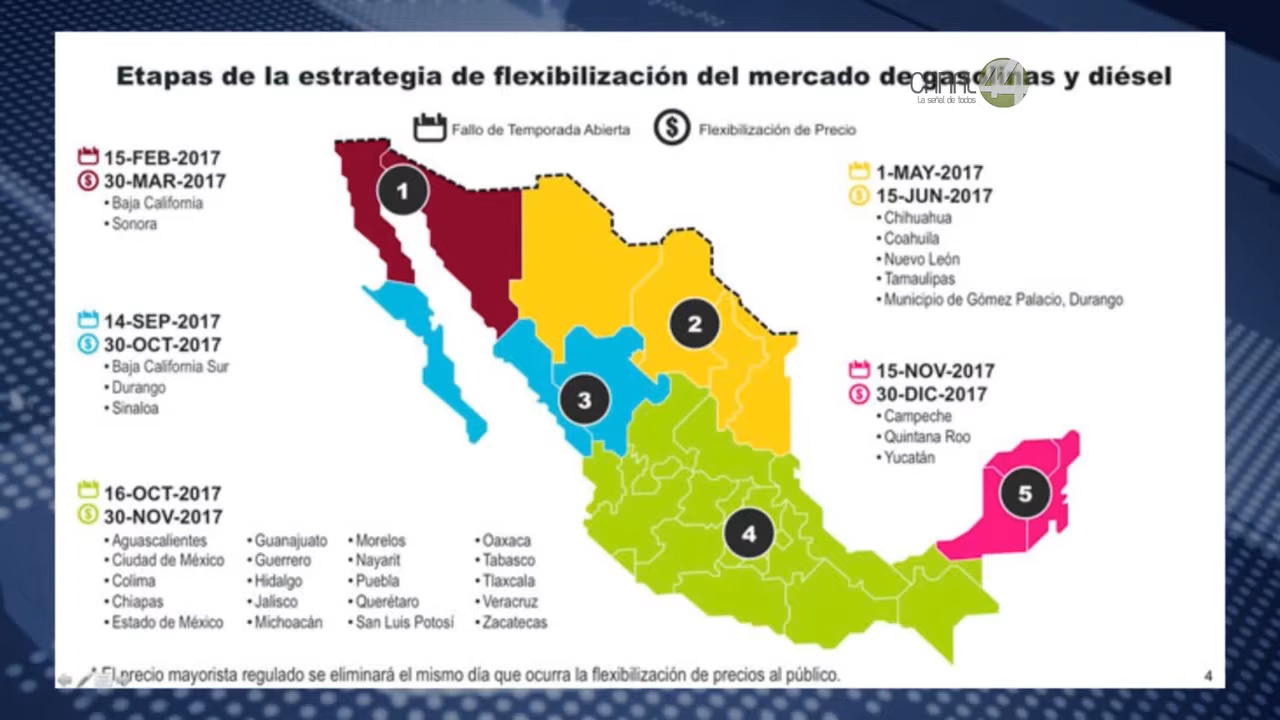 Etapas de la estrategia de flexibilización del mercado de gasolinas y diésel
CANAL 44
La señal de todos
Fallo de Temporada Abierta
Flexibilización de Precio
15-FEB-2017
30-MAR-2017
• Baja California
• Sonora
14-SEP-2017
30-OCT-2017
• Baja California Sur
• Durango
• Sinaloa
16-OCT-2017
30-NOV-2017
• Aguascalientes
• Ciudad de México
• Colima
• Chiapas
• Estado de México
• Guanajuato
• Guerrero
• Hidalgo
• Jalisco
• Michoacán
• Morelos
• Nayarit
• Puebla
• Querétaro
• San Luis Potosí
• Oaxaca
• Tabasco
• Tlaxcala
• Veracruz
• Zacatecas
1-MAY-2017
15-JUN-2017
• Chihuahua
• Coahuila
• Nuevo León
• Tamaulipas
• Municipio de Gómez Palacio, Durango
15-NOV-2017
30-DIC-2017
• Campeche
• Quintana Roo
• Yucatán
1
2
3
4
5
* El precio mayorista regulado se eliminará el mismo día que ocurra la flexibilización de precios al público.
4